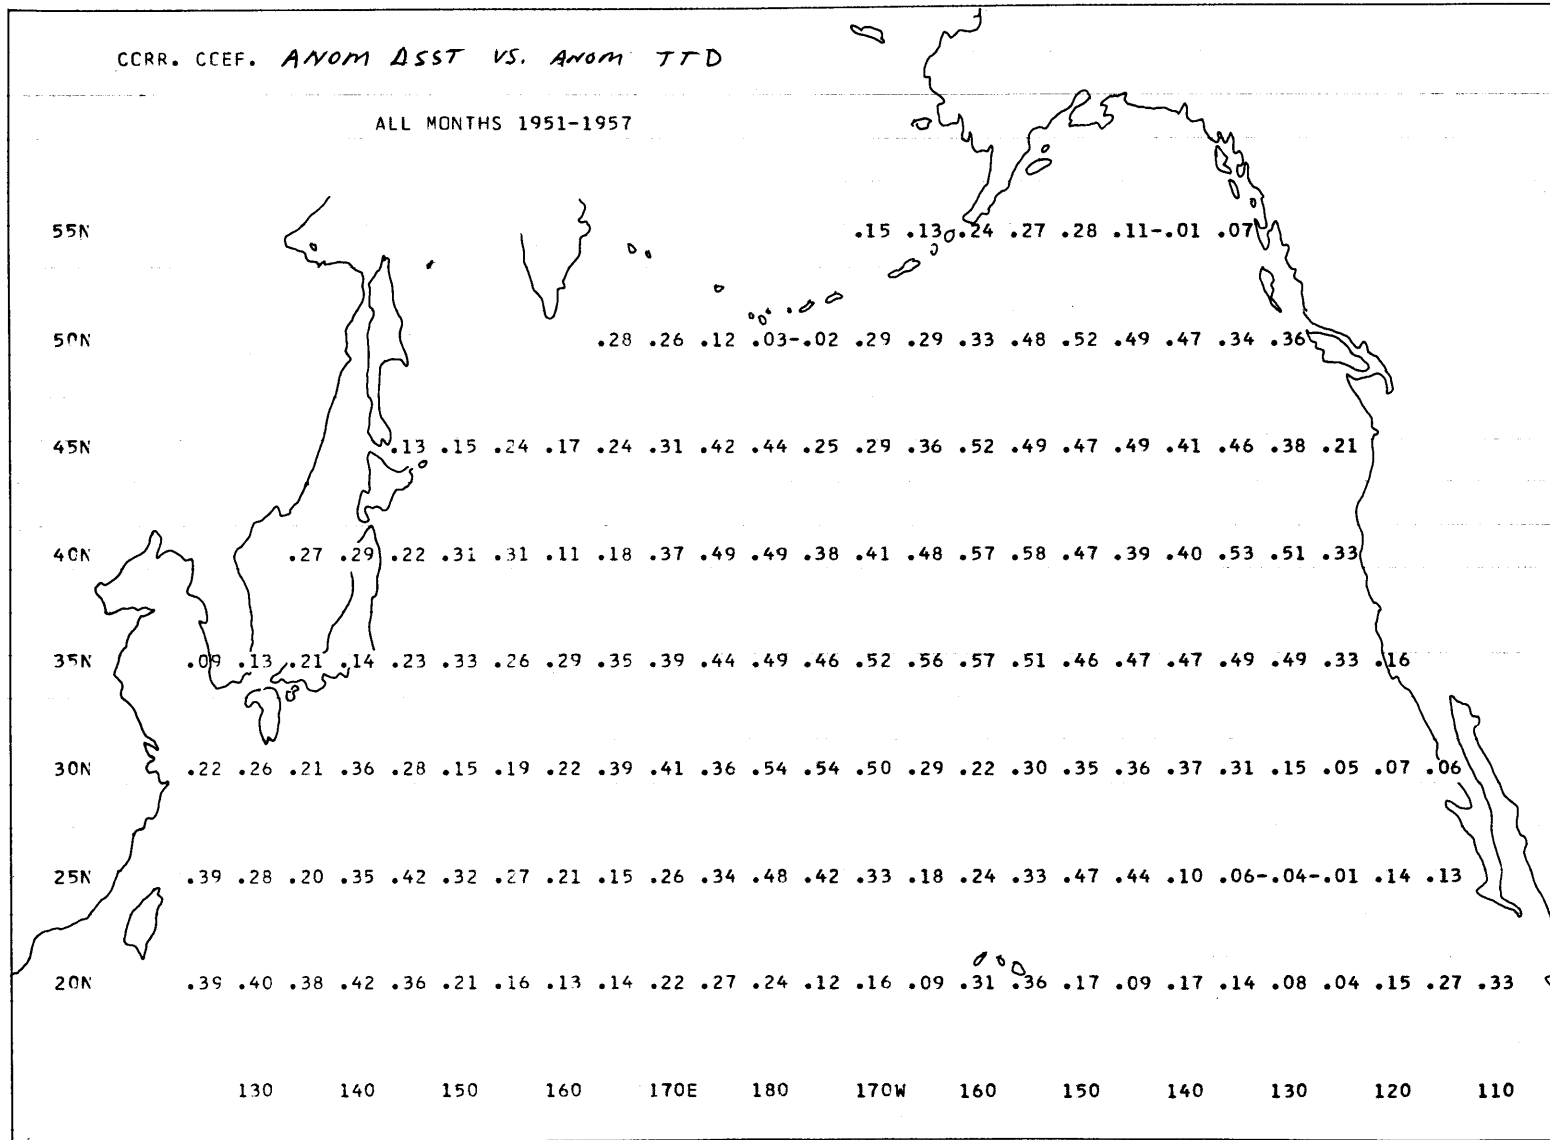 CCRR. CCEF. ANOM ΔSST VS. ANOM TTD
ALL MONTHS 1951-1957
55N .15 .13 .24 .27 .28 .11-.01 .07
50N .28 .26 .12 .03-.02 .29 .29 .33 .48 .52 .49 .47 .34 .36
45N .13 .15 .24 .17 .24 .31 .42 .44 .25 .29 .36 .52 .49 .47 .49 .41 .46 .38 .21
40N .27 .29 .22 .31 .31 .11 .18 .37 .49 .49 .38 .41 .48 .57 .58 .47 .39 .40 .53 .51 .33
35N .09 .13 .21 .14 .23 .33 .26 .29 .35 .39 .44 .49 .46 .52 .56 .57 .51 .46 .47 .47 .49 .49 .33 .16
30N .22 .26 .21 .36 .28 .15 .19 .22 .39 .41 .36 .54 .54 .50 .29 .22 .30 .35 .36 .37 .31 .15 .05 .07 .06
25N .39 .28 .20 .35 .42 .32 .27 .21 .15 .26 .34 .48 .42 .33 .18 .24 .33 .47 .44 .10 .06-.04-.01 .14 .13
20N .39 .40 .38 .42 .36 .21 .16 .13 .14 .22 .27 .24 .12 .16 .09 .31 .36 .17 .09 .17 .14 .08 .04 .15 .27 .33
130 140 150 160 170E 180 170W 160 150 140 130 120 110